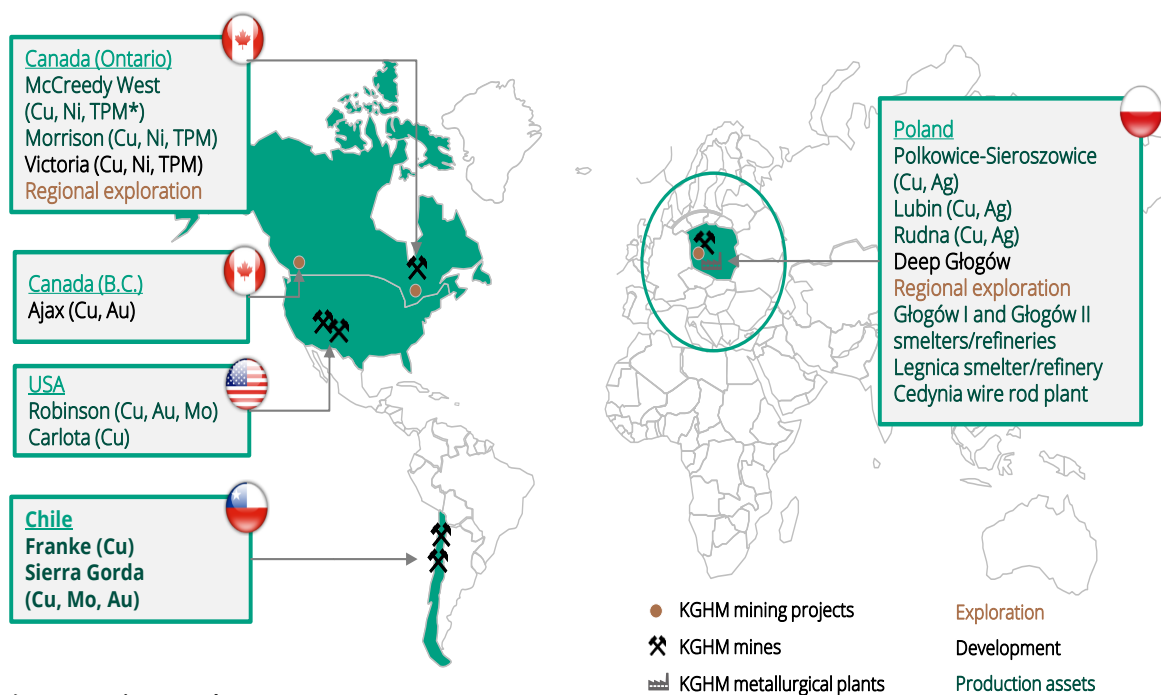 Canada (Ontario)
McCreedy West
(Cu, Ni, TPM*)
Morrison (Cu, Ni, TPM)
Victoria (Cu, Ni, TPM)
Regional exploration
Canada (B.C.)
Ajax (Cu, Au)
USA
Robinson (Cu, Au, Mo)
Carlota (Cu)
Chile
Franke (Cu)
Sierra Gorda
(Cu, Mo, Au)
Poland
Polkowice-Sieroszowice
(Cu, Ag)
Lubin (Cu, Ag)
Rudna (Cu, Ag)
Deep Głogów
Regional exploration
Głogów I and Głogów II
smelters/refineries
Legnica smelter/refinery
Cedynia wire rod plant
KGHM mining projects
KGHM mines
KGHM metallurgical plants
Exploration
Development
Production assets